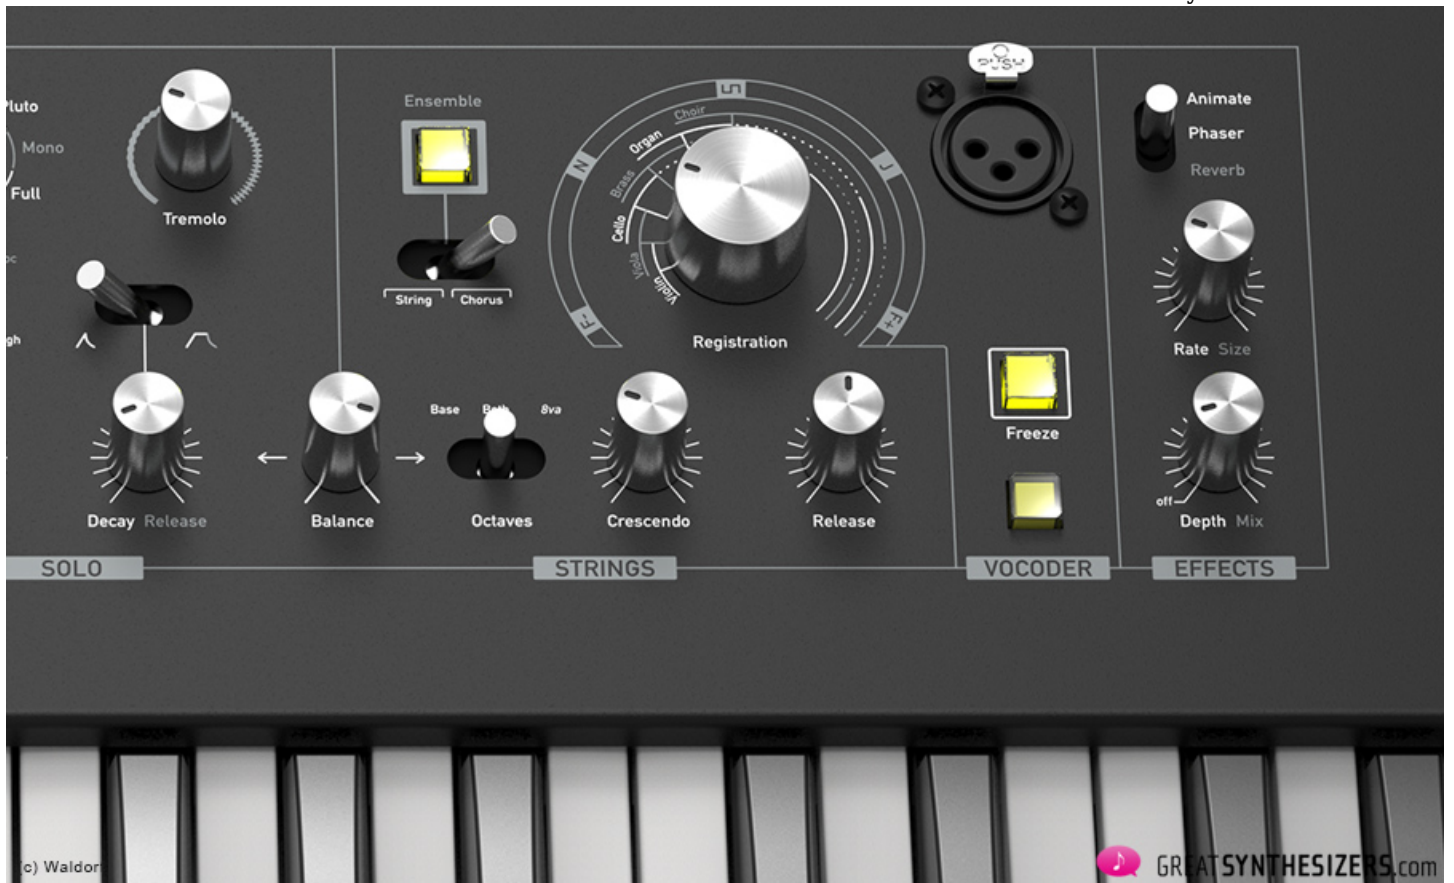 Pluto
Mono
Full
Tremolo
Decay Release
SOLO
Ensemble
String Chorus
Balance
Base Both 8va
Octaves
Choir
Organ
Brass
Cello
Viola
Violin
F-
N
J
F+
Registration
Crescendo
Release
STRINGS
PUSH
Freeze
VOCODER
Animate
Phaser
Reverb
Rate Size
off
Depth Mix
EFFECTS
(c) Waldorf
GREATSYNTHESIZERS.com